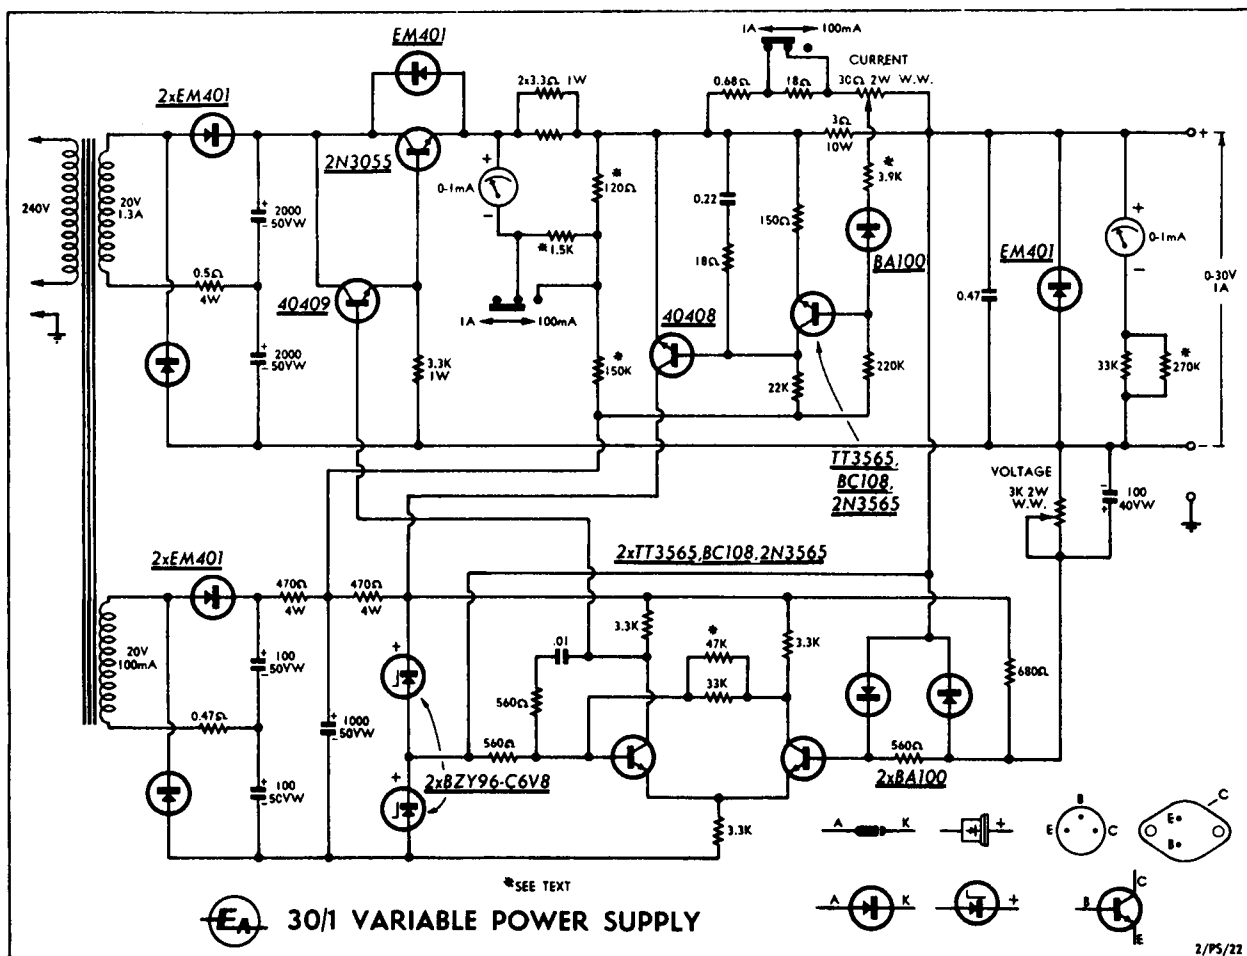 EM401
1A 100mA
CURRENT
2x3.3Ω 1W
0.68Ω
18Ω
30Ω 2W W.W.
2xEM401
3Ω
10W
+
2N3055
+
0-1mA
-
*
120Ω
*
3.9K
240V
20V
1.3A
+
2000
-50VW
0.22
150Ω
+
0-1mA
-
*1.5K
18Ω
BA100
EM401
0-30V
1A
0.5Ω
4W
40409
1A 100mA
40408
0.47
+
2000
-50VW
3.3K
1W
*
150K
22K
220K
33K
*
270K
-
TT3565,
BC108,
2N3565
VOLTAGE
3K 2W
W.W.
-
100
+
40VW
2xTT3565,BC108,2N3565
2xEM401
470Ω
4W
470Ω
4W
20V
100mA
+
100
-50VW
+
.01
3.3K
*
47K
33K
3.3K
680Ω
560Ω
0.47Ω
+
1000
-50VW
560Ω
560Ω
2xBA100
+
100
-50VW
+
2xBZY96-C6V8
3.3K
A K
+
B
E C
C
E
B
*SEE TEXT
EA 30/1 VARIABLE POWER SUPPLY
A K
+
B
C
E
2/PS/22